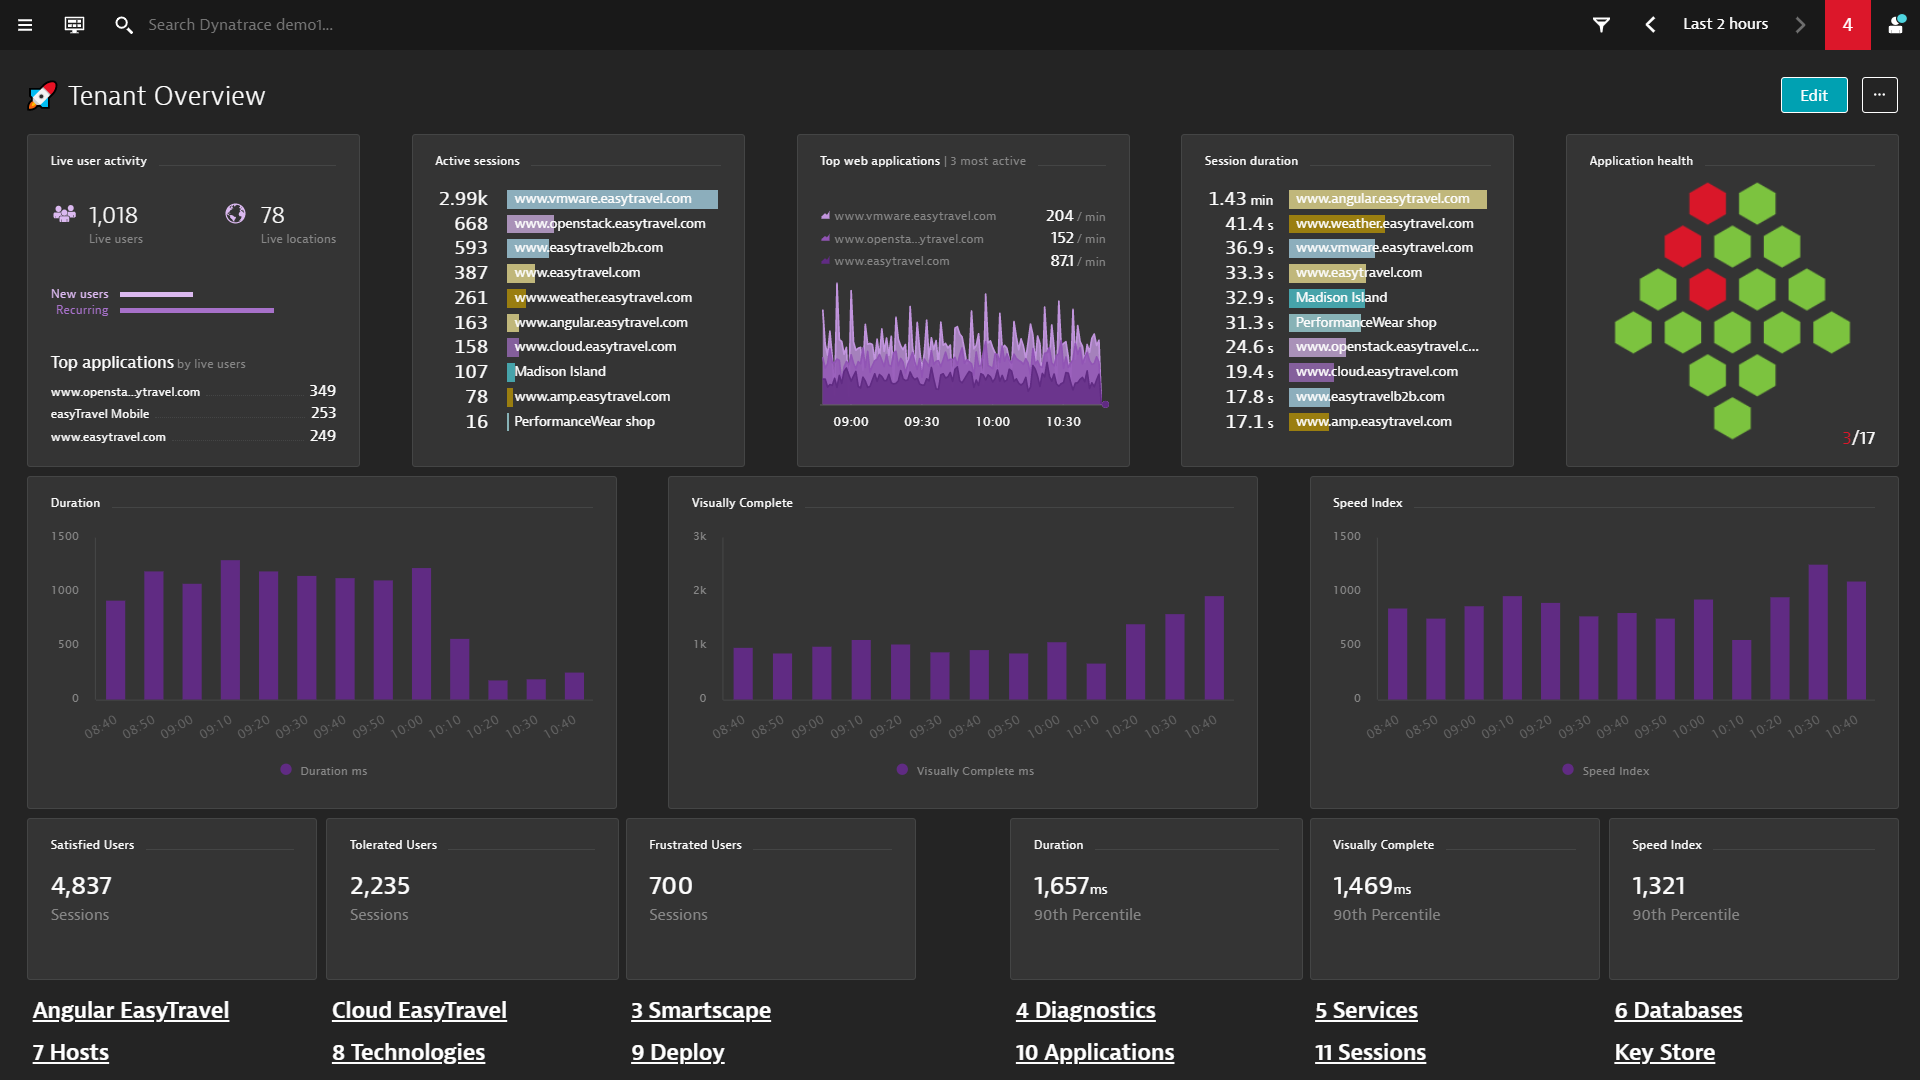 Search Dynatrace demo1...
Last 2 hours
4
Tenant Overview
Edit
...
Live user activity
1,018
Live users
78
Live locations
New users
Recurring
Top applications by live users
www.opensta...ytravel.com 349
easyTravel Mobile 253
www.easytravel.com 249
Active sessions
2.99k www.vmware.easytravel.com
668 www.openstack.easytravel.com
593 www.easytravelb2b.com
387 www.easytravel.com
261 www.weather.easytravel.com
163 www.angular.easytravel.com
158 www.cloud.easytravel.com
107 Madison Island
78 www.amp.easytravel.com
16 PerformanceWear shop
Top web applications | 3 most active
www.vmware.easytravel.com 204 / min
www.opensta...ytravel.com 152 / min
www.easytravel.com 87.1 / min
09:00 09:30 10:00 10:30
Session duration
1.43 min www.angular.easytravel.com
41.4 s www.weather.easytravel.com
36.9 s www.vmware.easytravel.com
33.3 s www.easytravel.com
32.9 s Madison Island
31.3 s PerformanceWear shop
24.6 s www.openstack.easytravel.c...
19.4 s www.cloud.easytravel.com
17.8 s www.easytravelb2b.com
17.1 s www.amp.easytravel.com
Application health
3/17
Duration
1500
1000
500
0
08:40 08:50 09:00 09:10 09:20 09:30 09:40 09:50 10:00 10:10 10:20 10:30 10:40
Duration ms
Visually Complete
3k
2k
1k
0
08:40 08:50 09:00 09:10 09:20 09:30 09:40 09:50 10:00 10:10 10:20 10:30 10:40
Visually Complete ms
Speed Index
1500
1000
500
0
08:40 08:50 09:00 09:10 09:20 09:30 09:40 09:50 10:00 10:10 10:20 10:30 10:40
Speed Index
Satisfied Users
4,837
Sessions
Tolerated Users
2,235
Sessions
Frustrated Users
700
Sessions
Duration
1,657ms
90th Percentile
Visually Complete
1,469ms
90th Percentile
Speed Index
1,321
90th Percentile
Angular EasyTravel
Cloud EasyTravel
3 Smartscape
4 Diagnostics
5 Services
6 Databases
7 Hosts
8 Technologies
9 Deploy
10 Applications
11 Sessions
Key Store